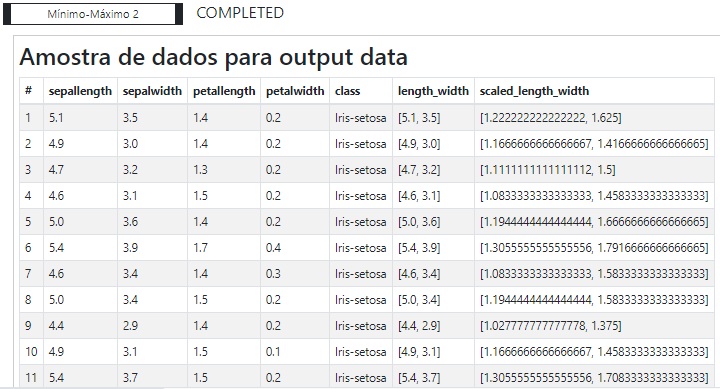 Mínimo-Máximo 2 COMPLETED
Amostra de dados para output data
# sepallength sepalwidth petallength petalwidth class length_width scaled_length_width
1 5.1 3.5 1.4 0.2 Iris-setosa [5.1, 3.5] [1.222222222222222, 1.625]
2 4.9 3.0 1.4 0.2 Iris-setosa [4.9, 3.0] [1.1666666666666667, 1.4166666666666665]
3 4.7 3.2 1.3 0.2 Iris-setosa [4.7, 3.2] [1.1111111111111112, 1.5]
4 4.6 3.1 1.5 0.2 Iris-setosa [4.6, 3.1] [1.0833333333333333, 1.4583333333333333]
5 5.0 3.6 1.4 0.2 Iris-setosa [5.0, 3.6] [1.1944444444444444, 1.6666666666666665]
6 5.4 3.9 1.7 0.4 Iris-setosa [5.4, 3.9] [1.3055555555555556, 1.7916666666666665]
7 4.6 3.4 1.4 0.3 Iris-setosa [4.6, 3.4] [1.0833333333333333, 1.5833333333333333]
8 5.0 3.4 1.5 0.2 Iris-setosa [5.0, 3.4] [1.1944444444444444, 1.5833333333333333]
9 4.4 2.9 1.4 0.2 Iris-setosa [4.4, 2.9] [1.027777777777778, 1.375]
10 4.9 3.1 1.5 0.1 Iris-setosa [4.9, 3.1] [1.1666666666666667, 1.4583333333333333]
11 5.4 3.7 1.5 0.2 Iris-setosa [5.4, 3.7] [1.3055555555555556, 1.7083333333333333]